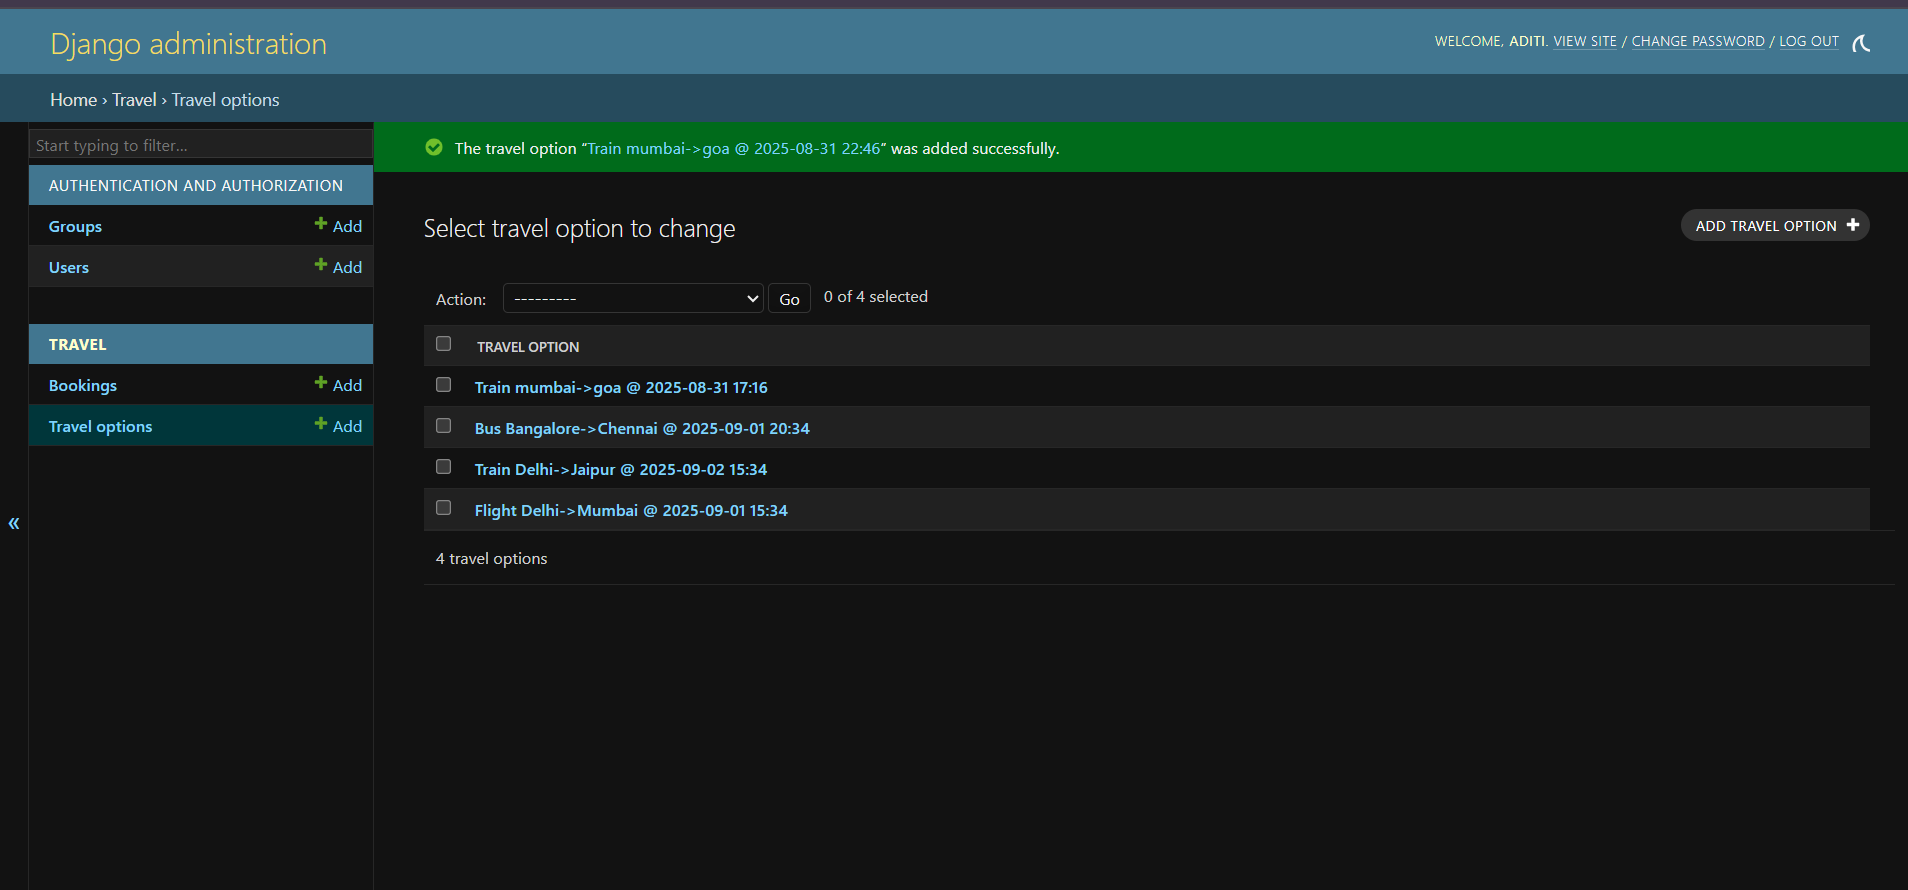 Django administration
WELCOME, ADITI. VIEW SITE / CHANGE PASSWORD / LOG OUT
Home › Travel › Travel options
Start typing to filter...
AUTHENTICATION AND AUTHORIZATION
Groups + Add
Users + Add
TRAVEL
Bookings + Add
Travel options + Add
«
The travel option “Train mumbai->goa @ 2025-08-31 22:46” was added successfully.
Select travel option to change
ADD TRAVEL OPTION +
Action: --------- Go 0 of 4 selected
TRAVEL OPTION
Train mumbai->goa @ 2025-08-31 17:16
Bus Bangalore->Chennai @ 2025-09-01 20:34
Train Delhi->Jaipur @ 2025-09-02 15:34
Flight Delhi->Mumbai @ 2025-09-01 15:34
4 travel options